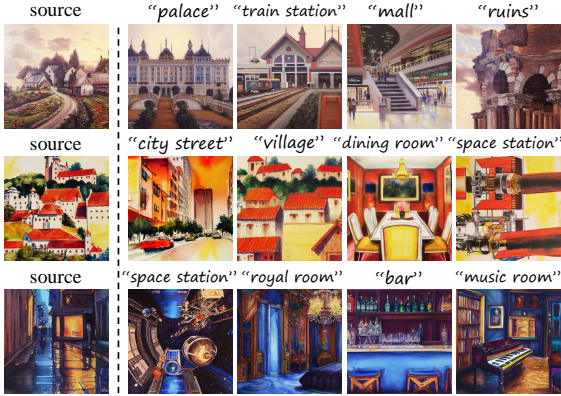 source "palace" "train station" "mall" "ruins"
source "city street" "village" "dining room" "space station"
source "space station" "royal room" "bar" "music room"